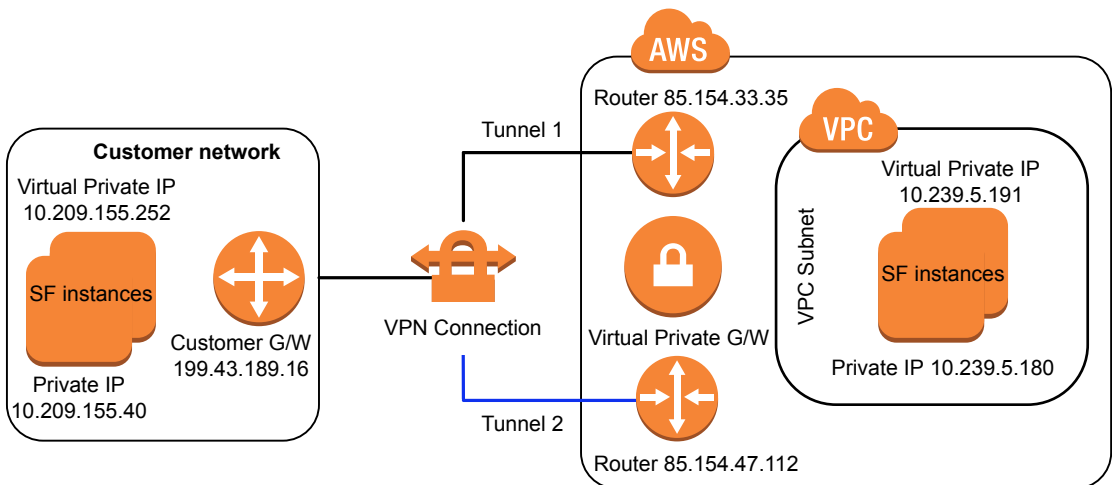 Customer network
Virtual Private IP
10.209.155.252
SF instances
Private IP
10.209.155.40
Customer G/W
199.43.189.16
VPN Connection
Tunnel 1
Tunnel 2
AWS
Router 85.154.33.35
Virtual Private G/W
Router 85.154.47.112
VPC
VPC Subnet
Virtual Private IP
10.239.5.191
SF instances
Private IP 10.239.5.180